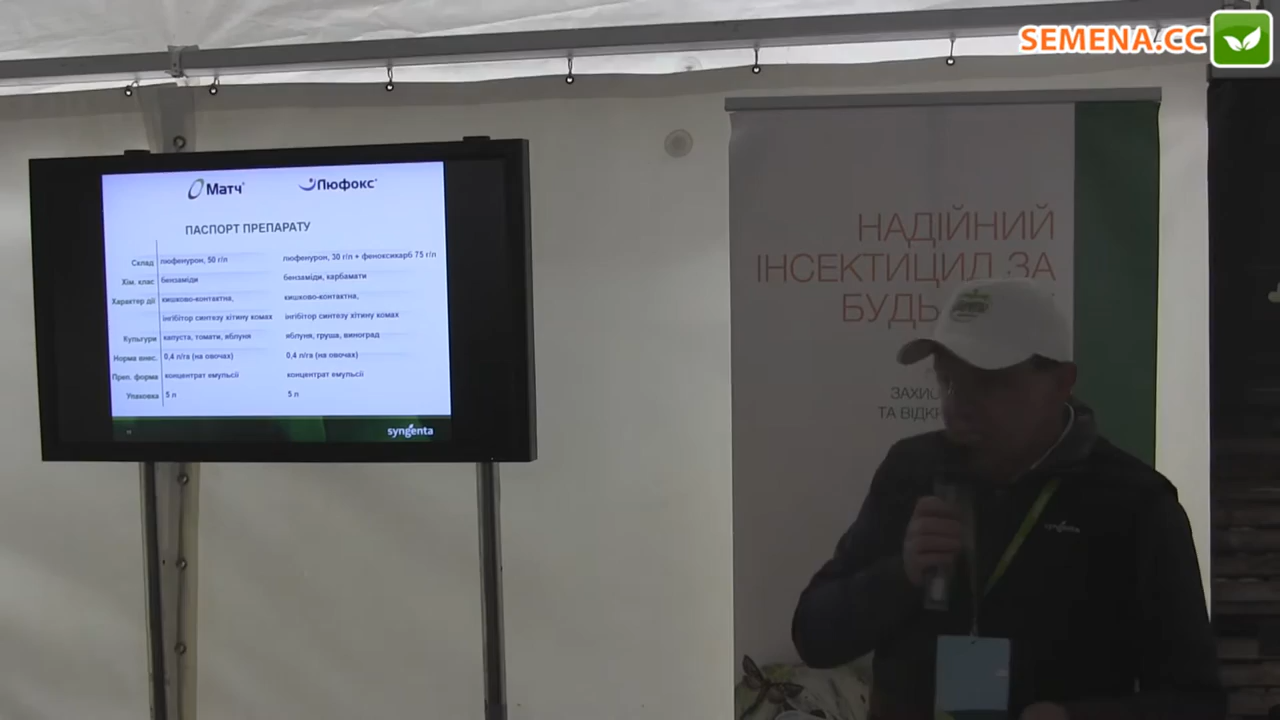 SEMENA.CC
Матч
Люфокс
ПАСПОРТ ПРЕПАРАТУ
Склад люфенурон, 50 г/л люфенурон, 30 г/л + феноксикарб 75 г/л
Хім. клас бензаміди бензаміди, карбамати
Характер дії кишково-контактна, кишково-контактна,
інгібітор синтезу хітину комах інгібітор синтезу хітину комах
Культури капуста, томати, яблуня яблуня, груша, виноград
Норма внес. 0,4 л/га (на овочах) 0,4 л/га (на овочах)
Преп. форма концентрат емульсії концентрат емульсії
Упаковка 5 л 5 л
syngenta
НАДІЙНИЙ
ІНСЕКТИЦИД ЗА
БУДЬ
ТА
syngenta